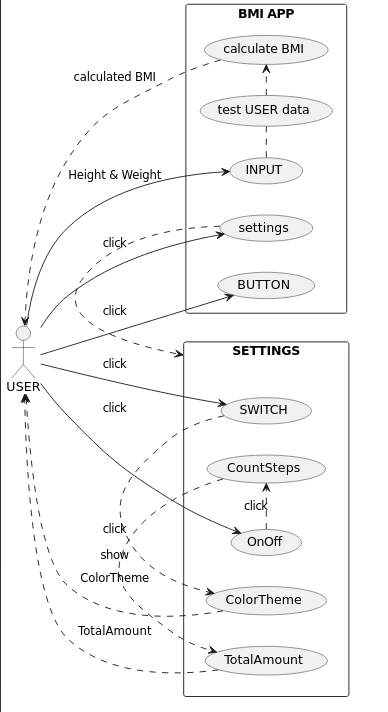 BMI APP
calculate BMI
calculated BMI
test USER data
INPUT
Height & Weight
settings
click
BUTTON
click
USER
SETTINGS
click
SWITCH
click
CountSteps
click
OnOff
click
show
ColorTheme
ColorTheme
TotalAmount
TotalAmount